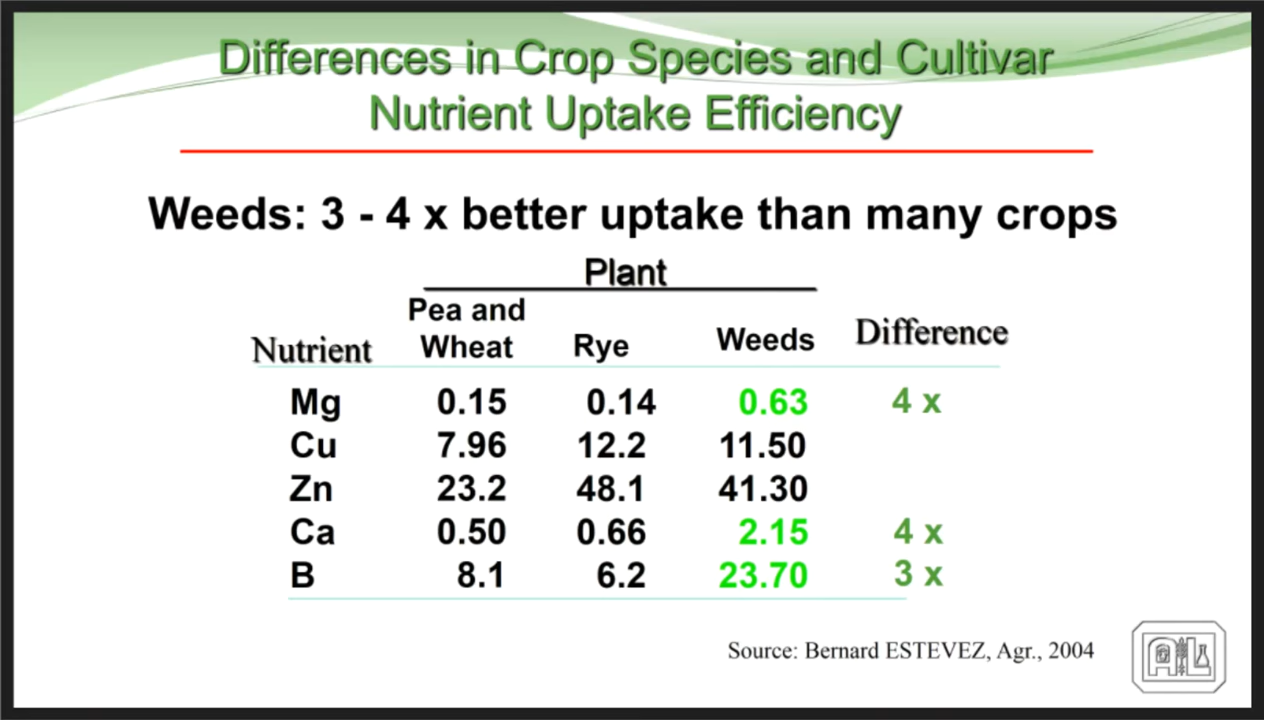 Differences in Crop Species and Cultivar
Nutrient Uptake Efficiency
Weeds: 3 - 4 x better uptake than many crops
Plant
Nutrient Pea and Wheat Rye Weeds Difference
Mg 0.15 0.14 0.63 4 x
Cu 7.96 12.2 11.50
Zn 23.2 48.1 41.30
Ca 0.50 0.66 2.15 4 x
B 8.1 6.2 23.70 3 x
Source: Bernard ESTEVEZ, Agr., 2004
AL